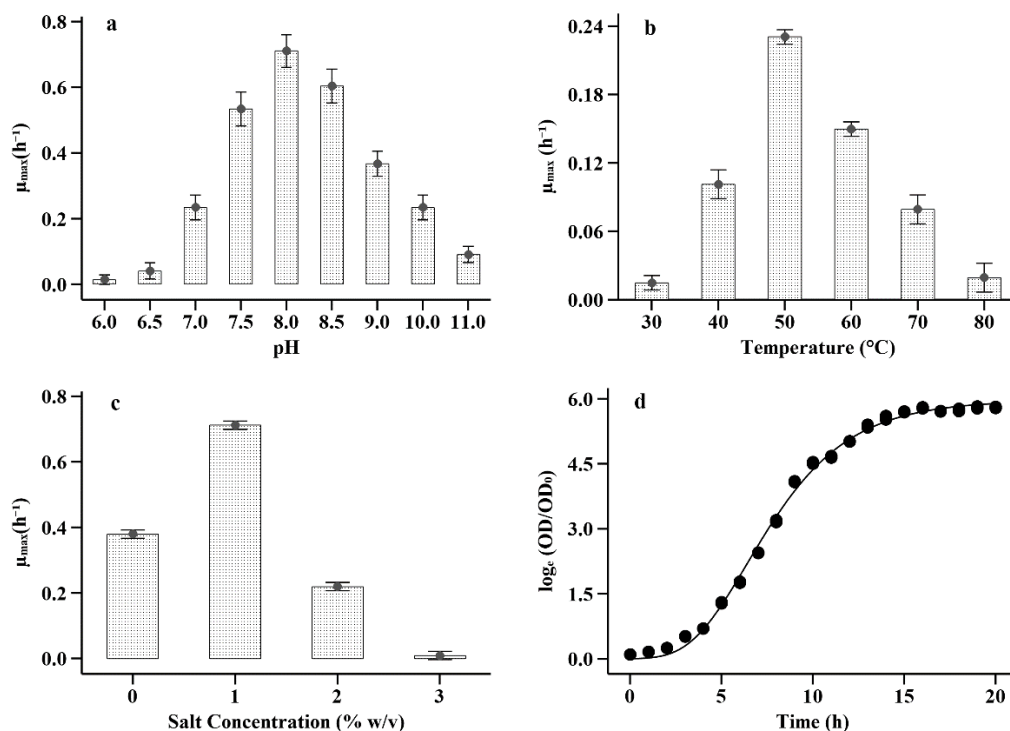 a
μmax(h⁻¹)
0.8
0.6
0.4
0.2
0.0
6.0 6.5 7.0 7.5 8.0 8.5 9.0 10.0 11.0
pH
b
μmax (h⁻¹)
0.24
0.18
0.12
0.06
0.00
30 40 50 60 70 80
Temperature (°C)
c
μmax(h⁻¹)
0.8
0.6
0.4
0.2
0.0
0 1 2 3
Salt Concentration (% w/v)
d
logₑ (OD/OD₀)
6.0
4.5
3.0
1.5
0.0
0 5 10 15 20
Time (h)